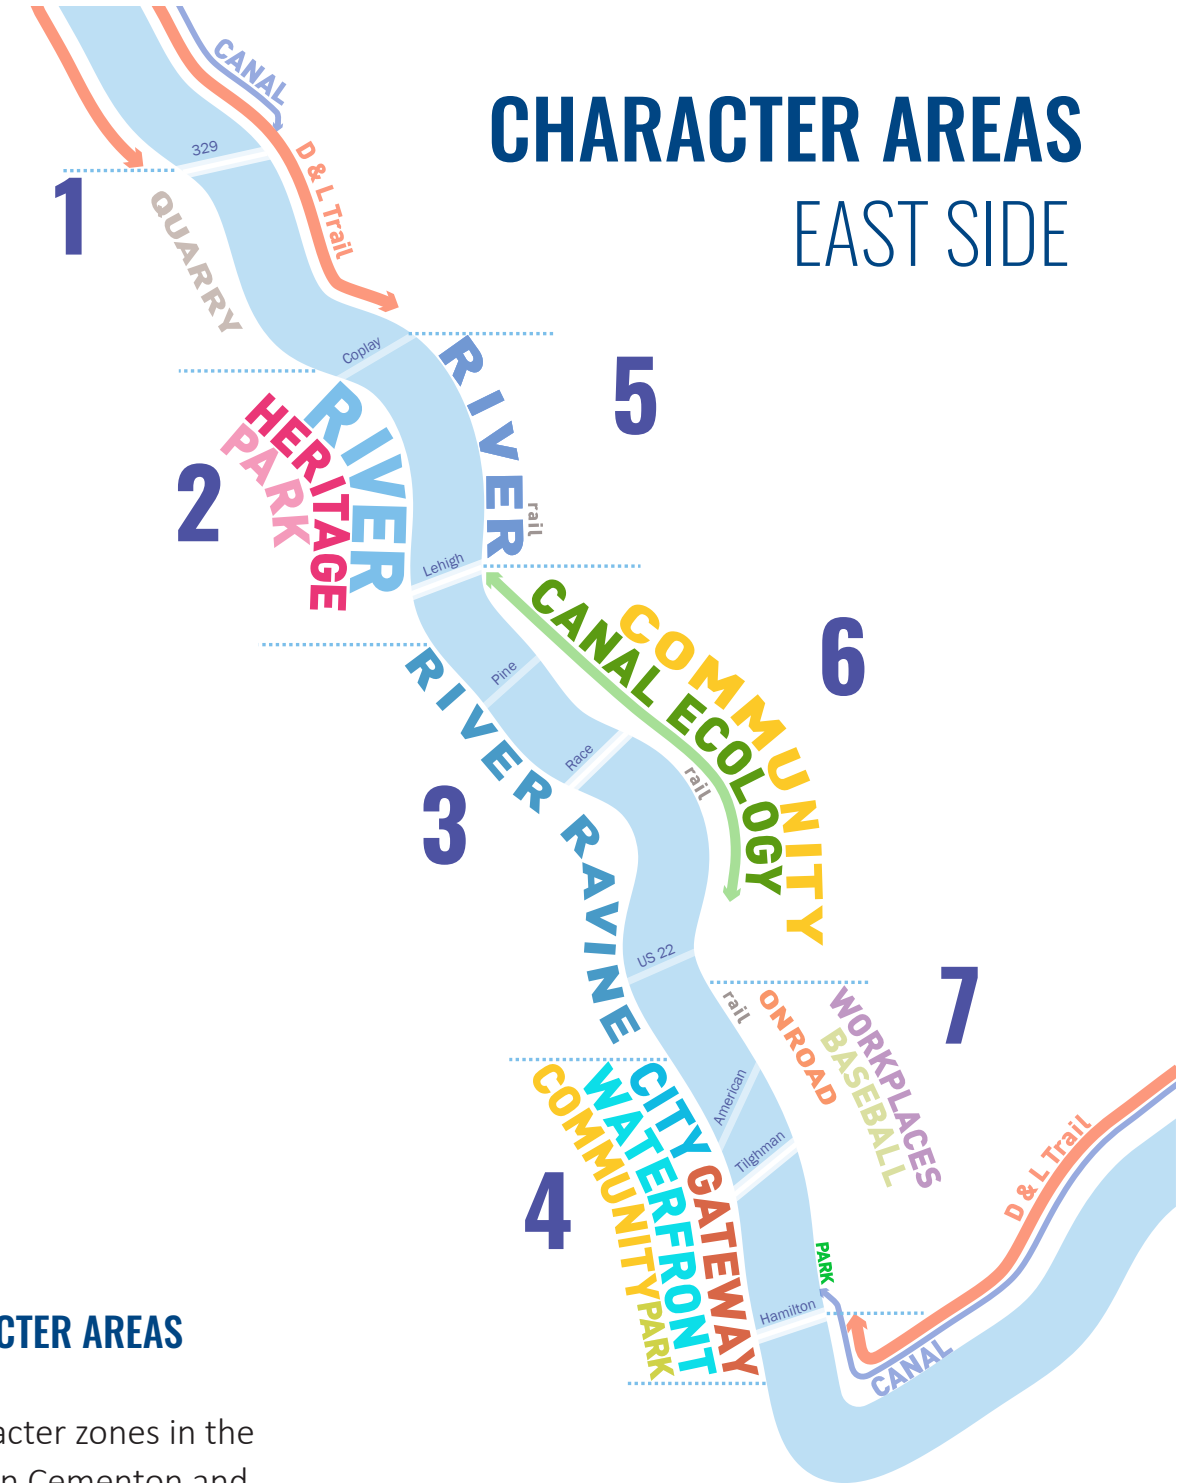 CHARACTER AREAS
EAST SIDE
CANAL
329
D & L Trail
1
QUARRY
Coplay
RIVER
5
RIVER
HERITAGE
PARK
2
rail
Lehigh
CANAL ECOLOGY
COMMUNITY
6
Pine
RIVER RAVINE
Race
rail
3
US 22
7
rail
ONROAD
WORKPLACES
BASEBALL
American
CITY GATEWAY
WATERFRONT
COMMUNITY PARK
Tilghman
4
D & L Trail
PARK
Hamilton
CANAL
CTER AREAS
acter zones in the
n Cementon and